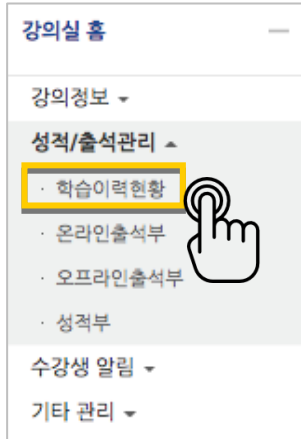 강의실 홈
강의정보
성적/출석관리
· 학습이력현황
· 온라인출석부
· 오프라인출석부
· 성적부
수강생 알림
기타 관리